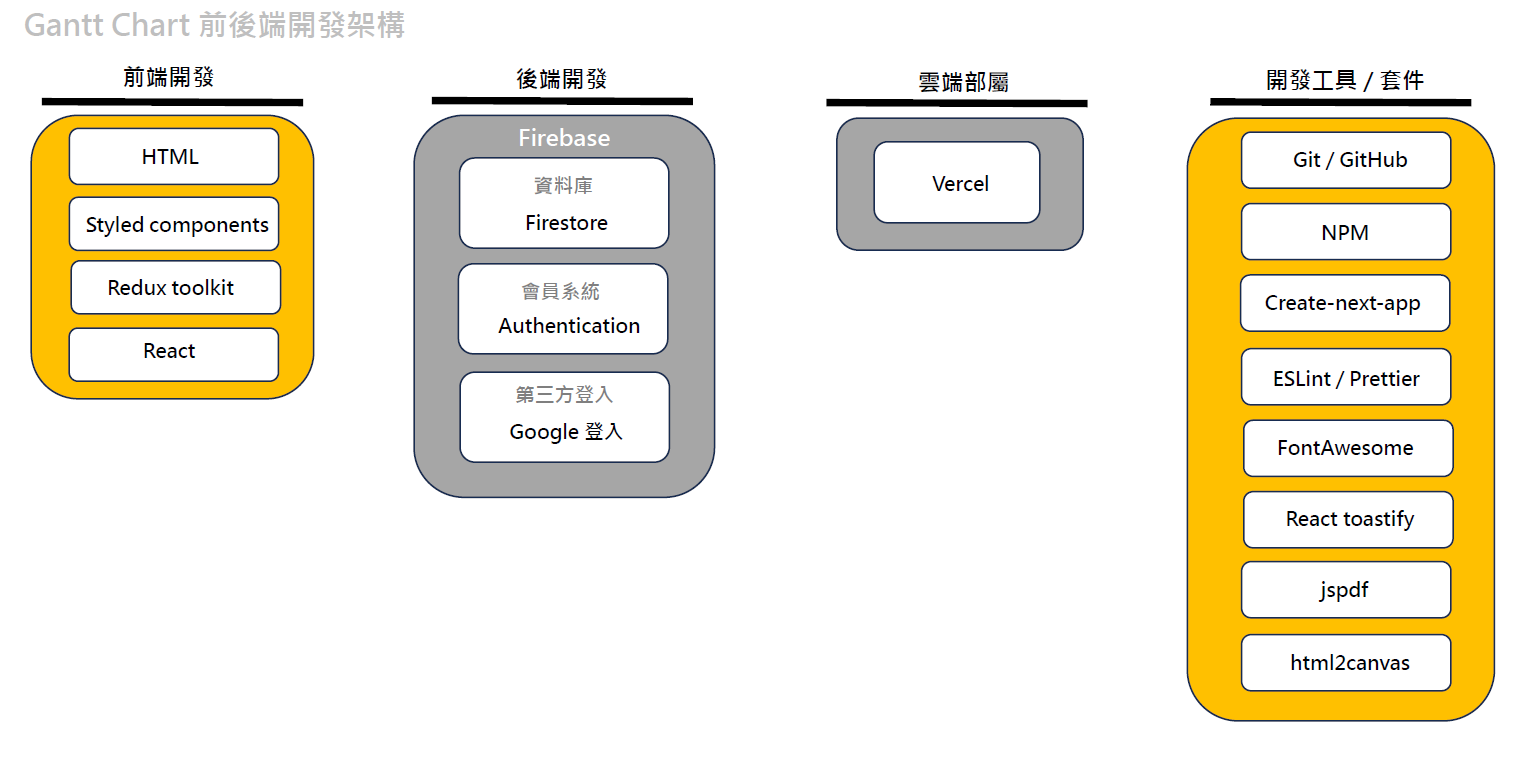 Gantt Chart 前後端開發架構
前端開發
HTML
Styled components
Redux toolkit
React
後端開發
Firebase
資料庫
Firestore
會員系統
Authentication
第三方登入
Google 登入
雲端部屬
Vercel
開發工具 / 套件
Git / GitHub
NPM
Create-next-app
ESLint / Prettier
FontAwesome
React toastify
jspdf
html2canvas